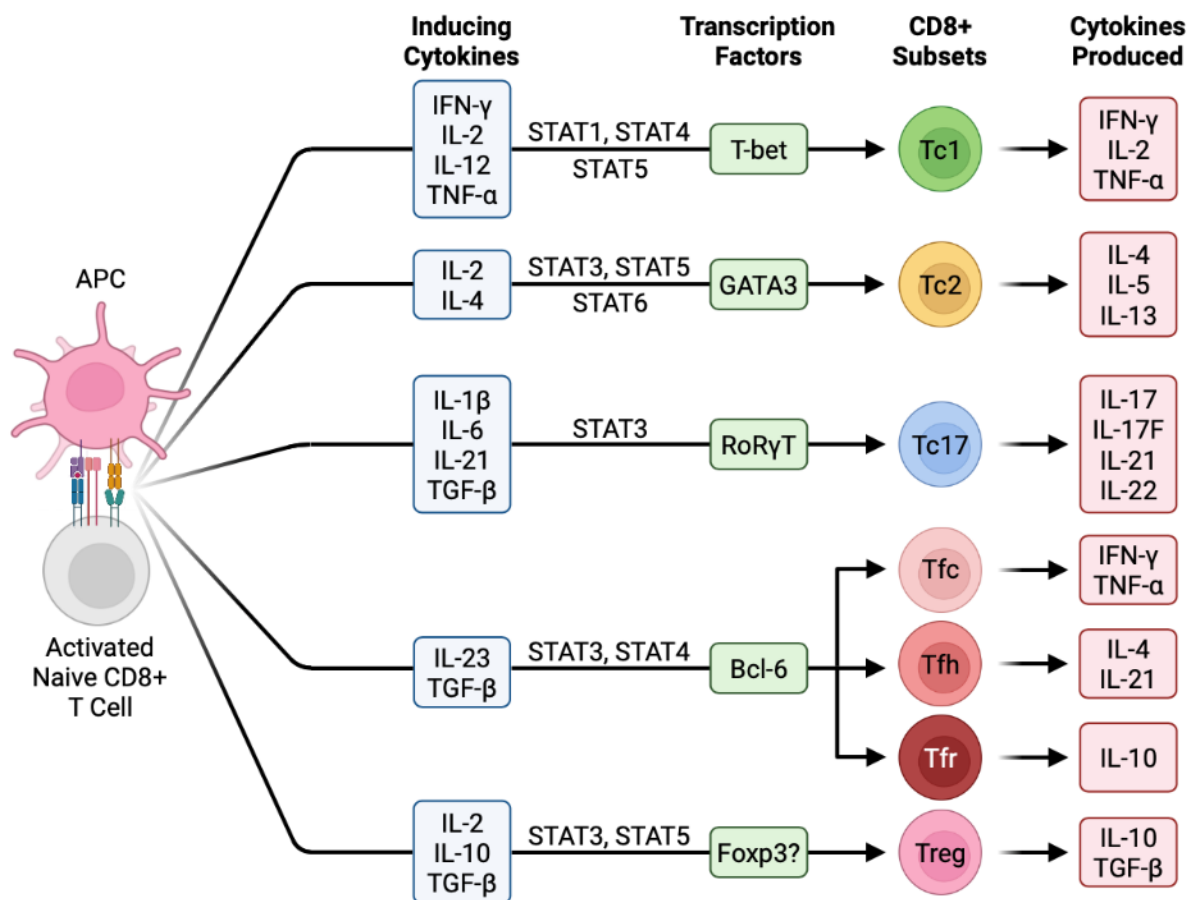 Inducing
Cytokines
Transcription
Factors
CD8+
Subsets
Cytokines
Produced
IFN-γ
IL-2
IL-12
TNF-α
STAT1, STAT4
STAT5
T-bet
Tc1
IFN-γ
IL-2
TNF-α
APC
IL-2
IL-4
STAT3, STAT5
STAT6
GATA3
Tc2
IL-4
IL-5
IL-13
IL-1β
IL-6
IL-21
TGF-β
STAT3
RoRγT
Tc17
IL-17
IL-17F
IL-21
IL-22
Activated
Naive CD8+
T Cell
IL-23
TGF-β
STAT3, STAT4
Bcl-6
Tfc
IFN-γ
TNF-α
Tfh
IL-4
IL-21
Tfr
IL-10
IL-2
IL-10
TGF-β
STAT3, STAT5
Foxp3?
Treg
IL-10
TGF-β